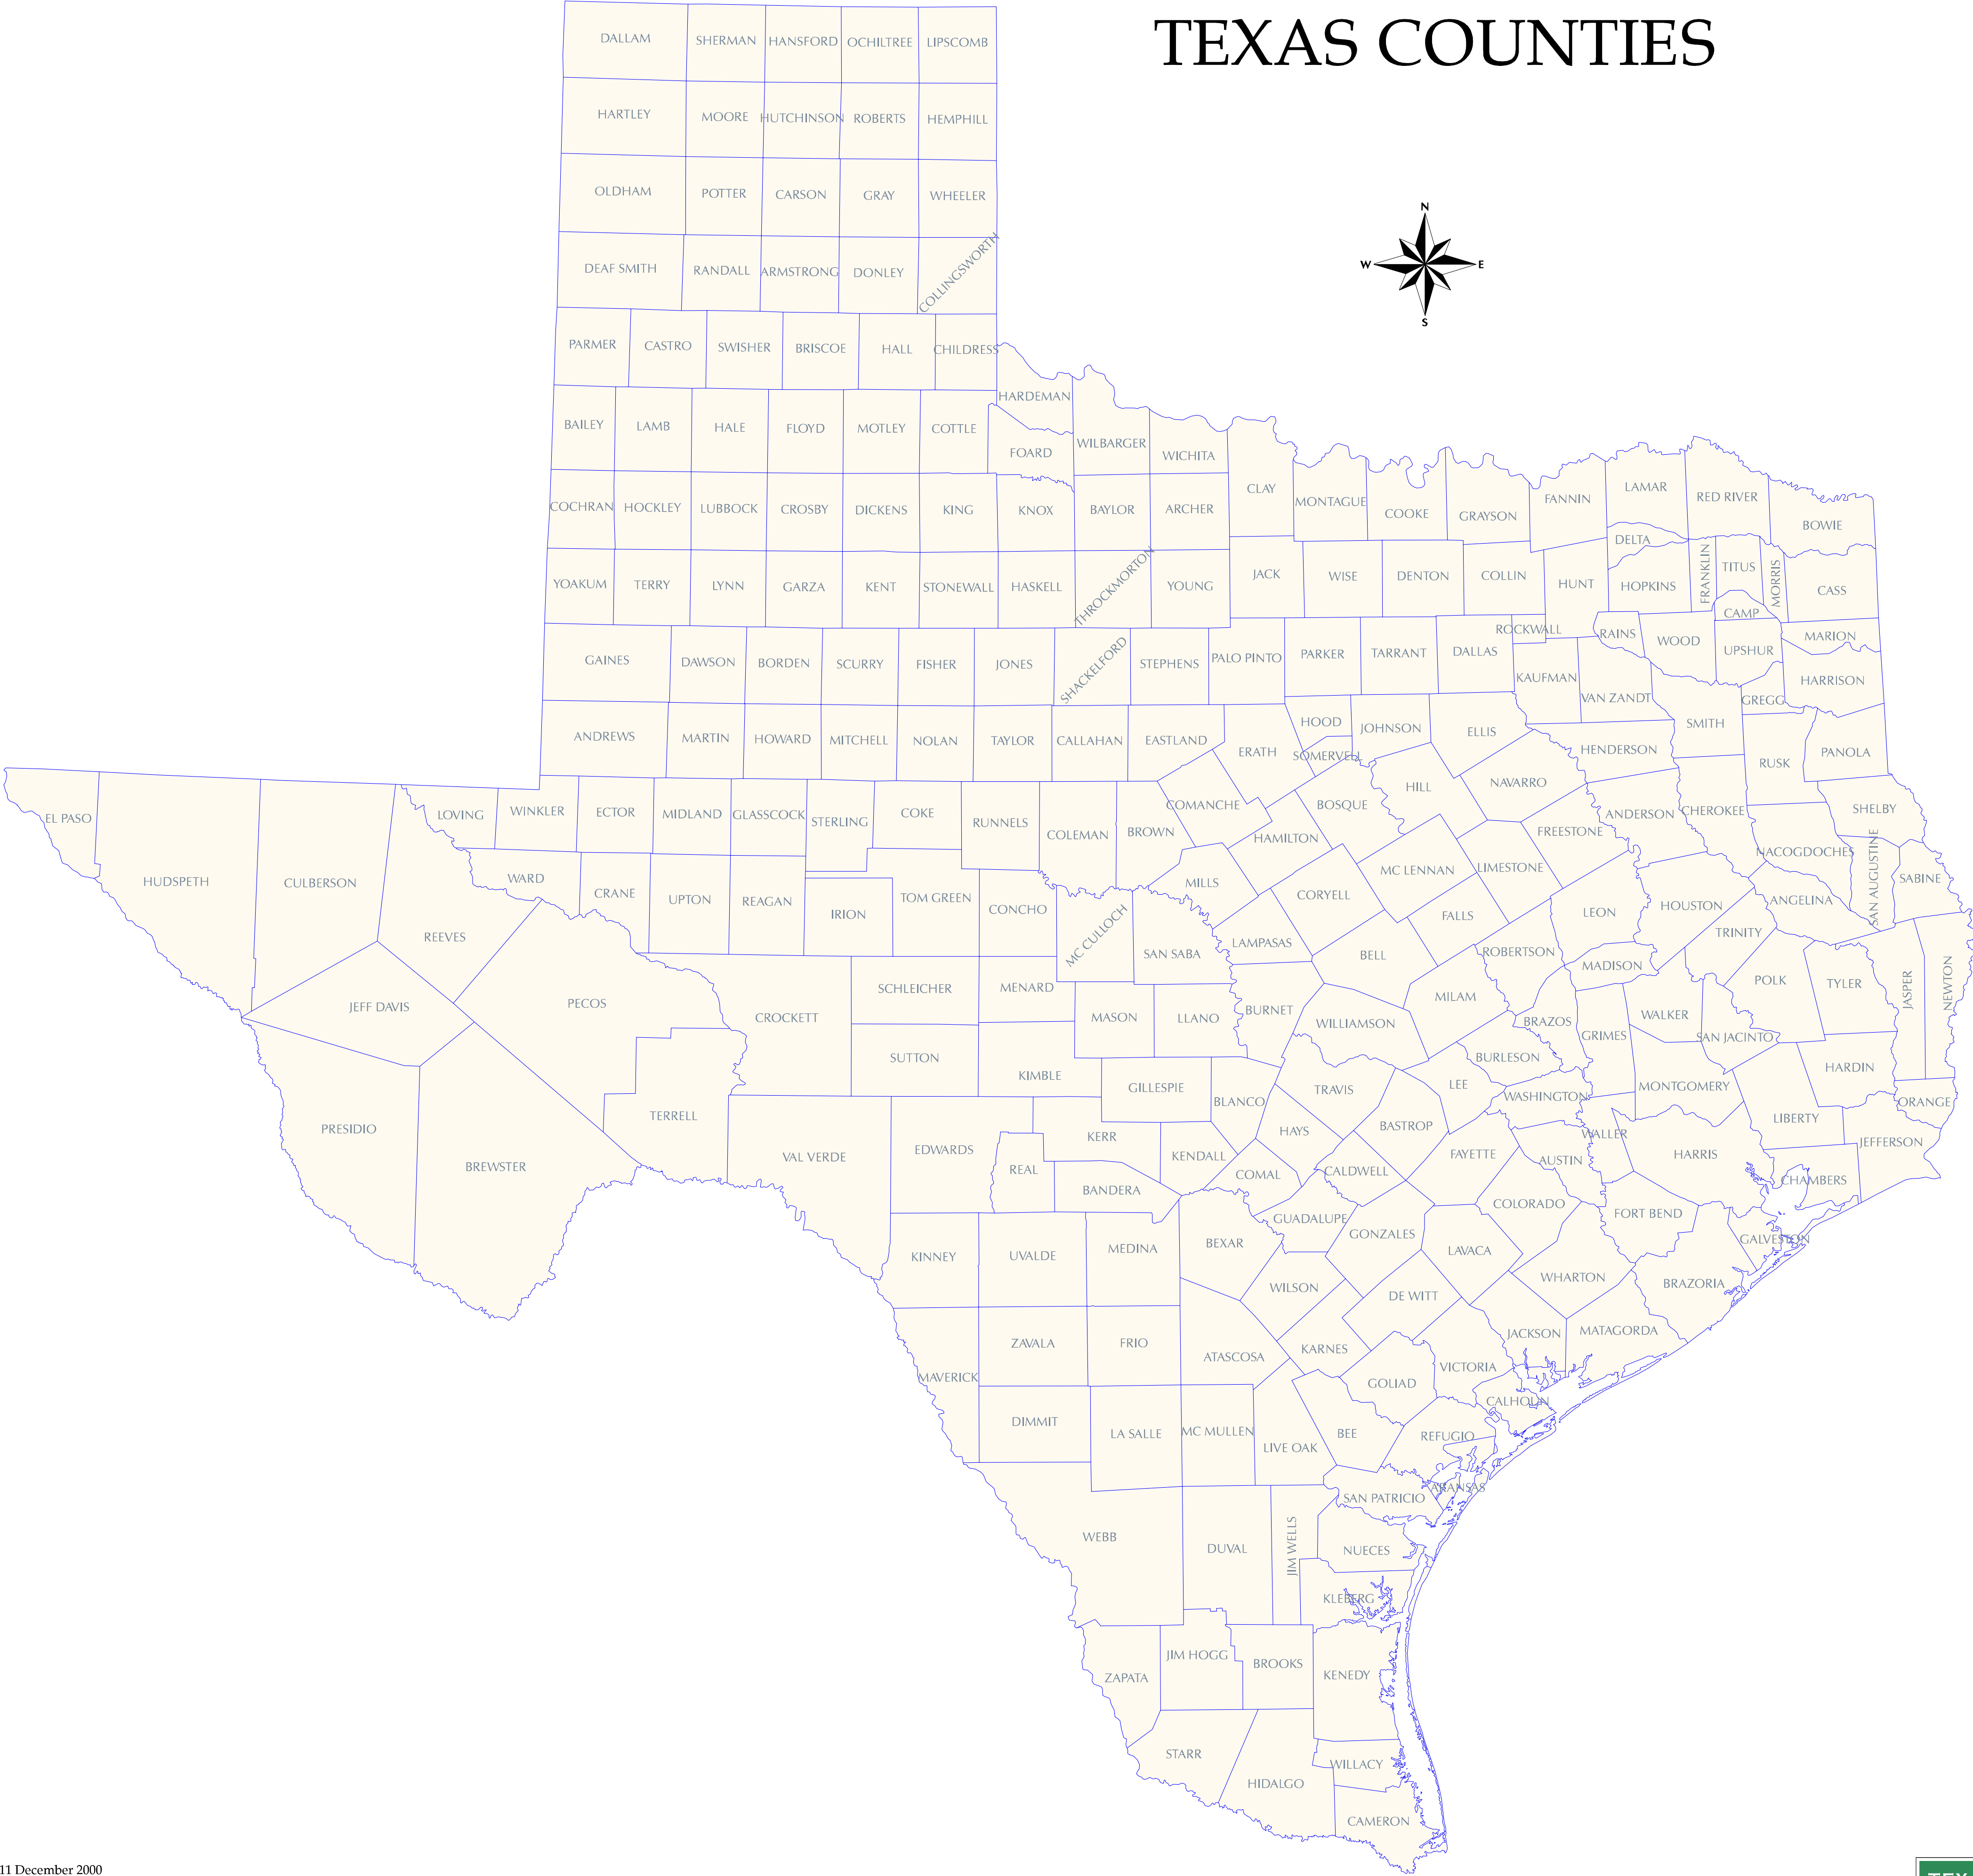 TEXAS COUNTIES
DALLAM
SHERMAN
HANSFORD
OCHILTREE
LIPSCOMB
HARTLEY
MOORE
HUTCHINSON
ROBERTS
HEMPHILL
OLDHAM
POTTER
CARSON
GRAY
WHEELER
N
W
E
S
DEAF SMITH
RANDALL
ARMSTRONG
DONLEY
COLLINGSWORTH
PARMER
CASTRO
SWISHER
BRISCOE
HALL
CHILDRESS
HARDEMAN
BAILEY
LAMB
HALE
FLOYD
MOTLEY
COTTLE
FOARD
WILBARGER
WICHITA
COCHRAN
HOCKLEY
LUBBOCK
CROSBY
DICKENS
KING
KNOX
BAYLOR
ARCHER
CLAY
MONTAGUE
COOKE
GRAYSON
FANNIN
LAMAR
RED RIVER
BOWIE
DELTA
YOAKUM
TERRY
LYNN
GARZA
KENT
STONEWALL
HASKELL
THROCKMORTON
YOUNG
JACK
WISE
DENTON
COLLIN
HUNT
HOPKINS
FRANKLIN
TITUS
MORRIS
CASS
CAMP
GAINES
DAWSON
BORDEN
SCURRY
FISHER
JONES
SHACKELFORD
STEPHENS
PALO PINTO
PARKER
TARRANT
DALLAS
ROCKWALL
RAINS
WOOD
UPSHUR
MARION
KAUFMAN
VAN ZANDT
GREGG
HARRISON
ANDREWS
MARTIN
HOWARD
MITCHELL
NOLAN
TAYLOR
CALLAHAN
EASTLAND
ERATH
HOOD
SOMERVELL
JOHNSON
ELLIS
HENDERSON
SMITH
RUSK
PANOLA
EL PASO
LOVING
WINKLER
ECTOR
MIDLAND
GLASSCOCK
STERLING
COKE
RUNNELS
COLEMAN
BROWN
COMANCHE
HAMILTON
BOSQUE
HILL
NAVARRO
FREESTONE
ANDERSON
CHEROKEE
SHELBY
NACOGDOCHES
SAN AUGUSTINE
SABINE
HUDSPETH
CULBERSON
REEVES
WARD
CRANE
UPTON
REAGAN
IRION
TOM GREEN
CONCHO
MC CULLOCH
SAN SABA
MILLS
LAMPASAS
CORYELL
MC LENNAN
LIMESTONE
FALLS
BELL
ROBERTSON
LEON
HOUSTON
ANGELINA
TRINITY
MADISON
POLK
TYLER
JASPER
NEWTON
JEFF DAVIS
PECOS
CROCKETT
SCHLEICHER
MENARD
MASON
LLANO
BURNET
WILLIAMSON
MILAM
BRAZOS
GRIMES
WALKER
SAN JACINTO
SUTTON
KIMBLE
GILLESPIE
BLANCO
TRAVIS
LEE
BURLESON
WASHINGTON
MONTGOMERY
HARDIN
LIBERTY
ORANGE
PRESIDIO
BREWSTER
TERRELL
VAL VERDE
EDWARDS
REAL
KERR
KENDALL
HAYS
BASTROP
FAYETTE
AUSTIN
WALLER
HARRIS
JEFFERSON
CHAMBERS
BANDERA
COMAL
CALDWELL
GUADALUPE
GONZALES
COLORADO
FORT BEND
GALVESTON
KINNEY
UVALDE
MEDINA
BEXAR
WILSON
LAVACA
DE WITT
WHARTON
BRAZORIA
ZAVALA
FRIO
ATASCOSA
KARNES
JACKSON
MATAGORDA
MAVERICK
GOLIAD
VICTORIA
CALHOUN
DIMMIT
LA SALLE
MC MULLEN
LIVE OAK
BEE
REFUGIO
SAN PATRICIO
ARANSAS
WEBB
DUVAL
JIM WELLS
NUECES
KLEBERG
ZAPATA
JIM HOGG
BROOKS
KENEDY
STARR
HIDALGO
WILLACY
CAMERON
11 December 2000